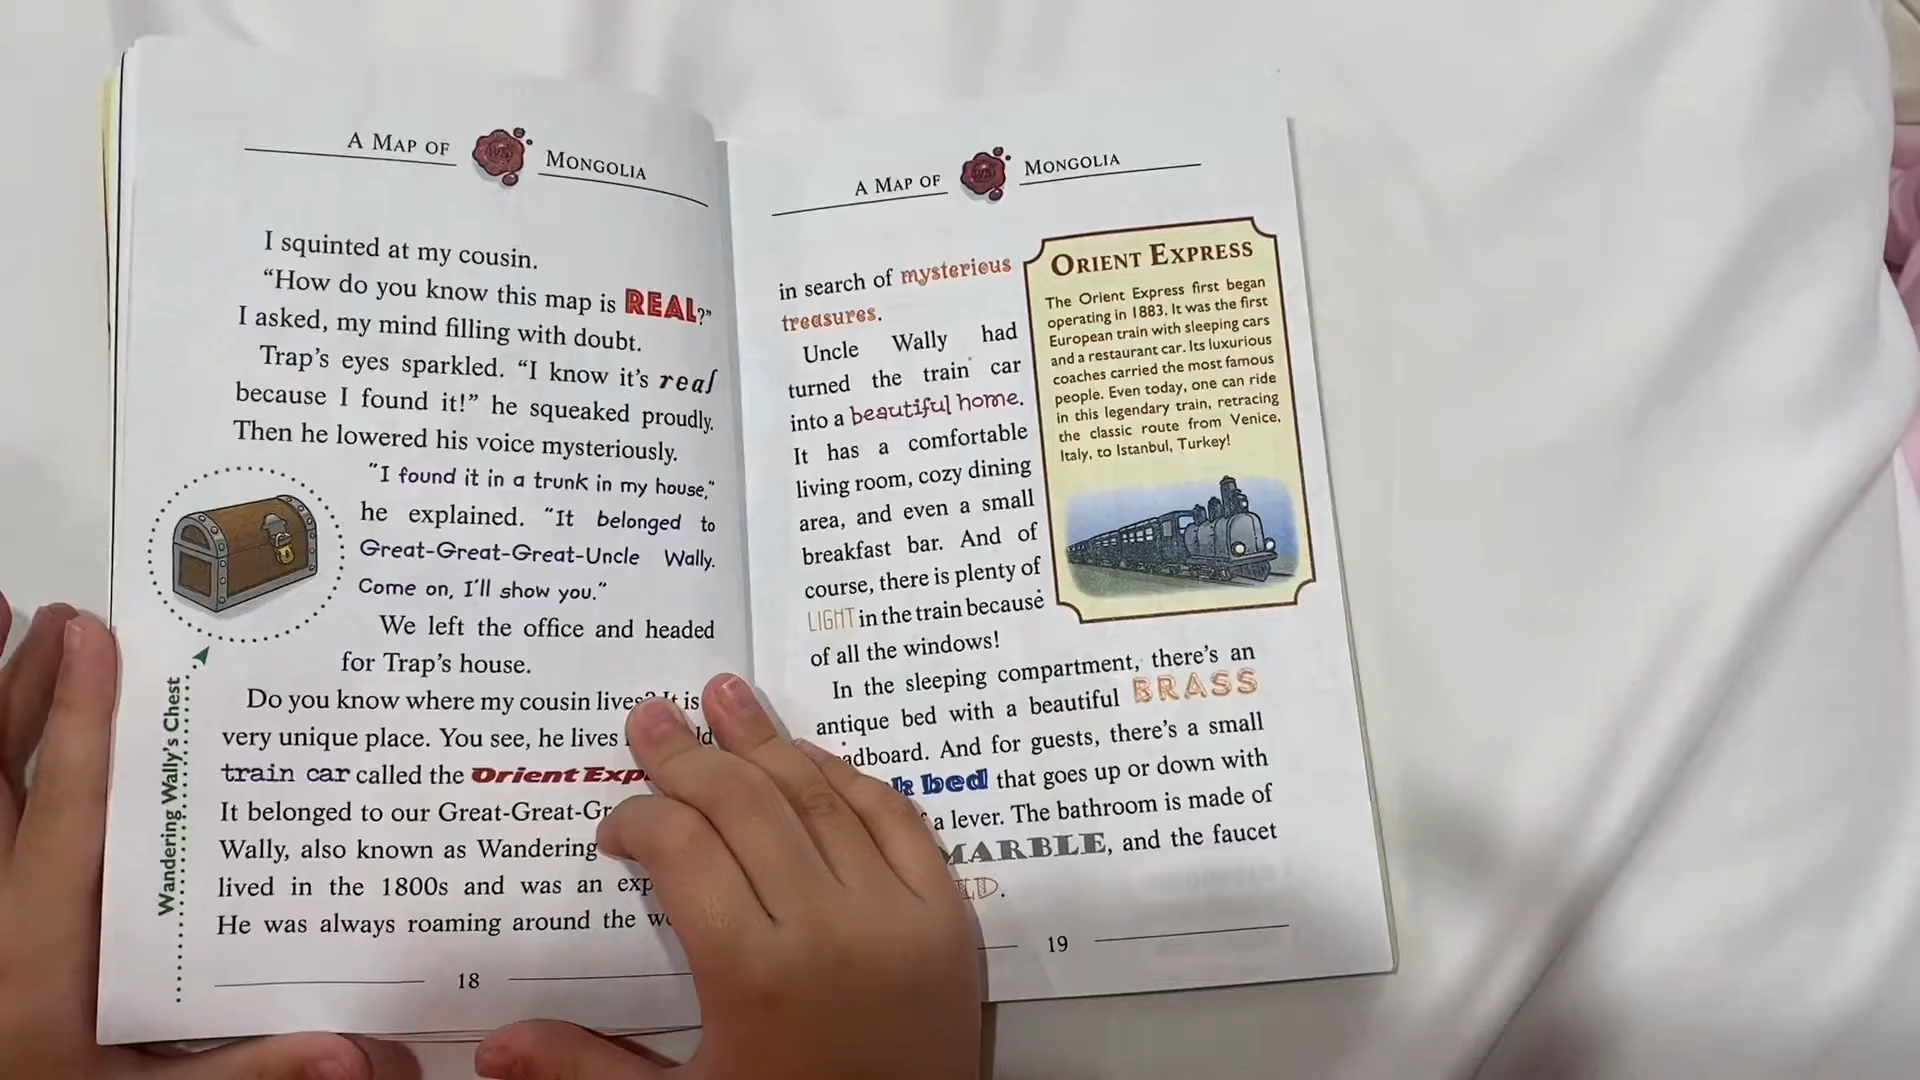 A MAP OF MONGOLIA
I squinted at my cousin.
“How do you know this map is REAL?”
I asked, my mind filling with doubt.
Trap’s eyes sparkled. “I know it’s real
because I found it!” he squeaked proudly.
Then he lowered his voice mysteriously.
“I found it in a trunk in my house,”
he explained. “It belonged to
Great-Great-Great-Uncle Wally.
Come on, I’ll show you.”
We left the office and headed
for Trap’s house.
Wandering Wally’s Chest
Do you know where my cousin lives? It is
very unique place. You see, he lives
train car called the Orient
It belonged to our Great-Great-
Wally, also known as Wandering
lived in the 1800s and was an
He was always roaming around the
18
A MAP OF MONGOLIA
in search of mysterious
treasures.
Uncle Wally had
turned the train car
into a beautiful home.
It has a comfortable
living room, cozy dining
area, and even a small
breakfast bar. And of
course, there is plenty of
LIGHT in the train because
of all the windows!
ORIENT EXPRESS
The Orient Express first began
operating in 1883. It was the first
European train with sleeping cars
and a restaurant car. Its luxurious
coaches carried the most famous
people. Even today, one can ride
in this legendary train, retracing
the classic route from Venice,
Italy, to Istanbul, Turkey!
In the sleeping compartment, there’s an
antique bed with a beautiful BRASS
And for guests, there’s a small
bed that goes up or down with
a lever. The bathroom is made of
MARBLE, and the faucet
19